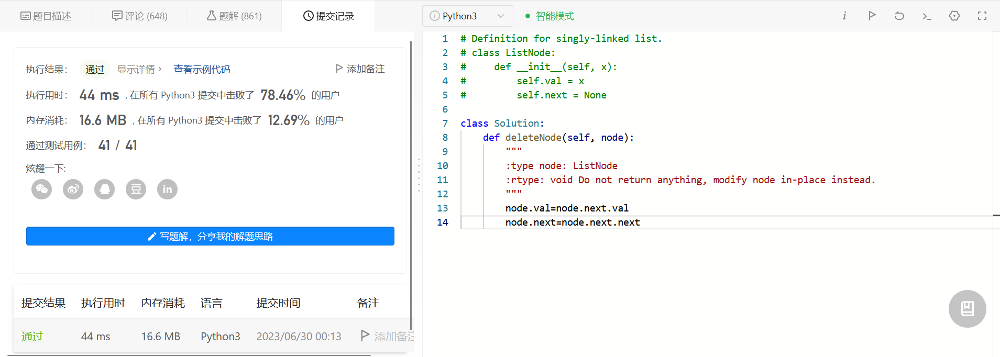 题目描述
评论 (648)
题解 (861)
提交记录
Python3
智能模式
执行结果：
通过
显示详情 ›
查看示例代码
添加备注
执行用时： 44 ms , 在所有 Python3 提交中击败了 78.46% 的用户
内存消耗： 16.6 MB , 在所有 Python3 提交中击败了 12.69% 的用户
通过测试用例： 41 / 41
炫耀一下:
豆
in
写题解，分享我的解题思路
提交结果 执行用时 内存消耗 语言 提交时间 备注
通过 44 ms 16.6 MB Python3 2023/06/30 00:13 添加备注
1 # Definition for singly-linked list.
2 # class ListNode:
3 #     def __init__(self, x):
4 #         self.val = x
5 #         self.next = None
6
7 class Solution:
8     def deleteNode(self, node):
9         """
10         :type node: ListNode
11         :rtype: void Do not return anything, modify node in-place instead.
12         """
13         node.val=node.next.val
14         node.next=node.next.next